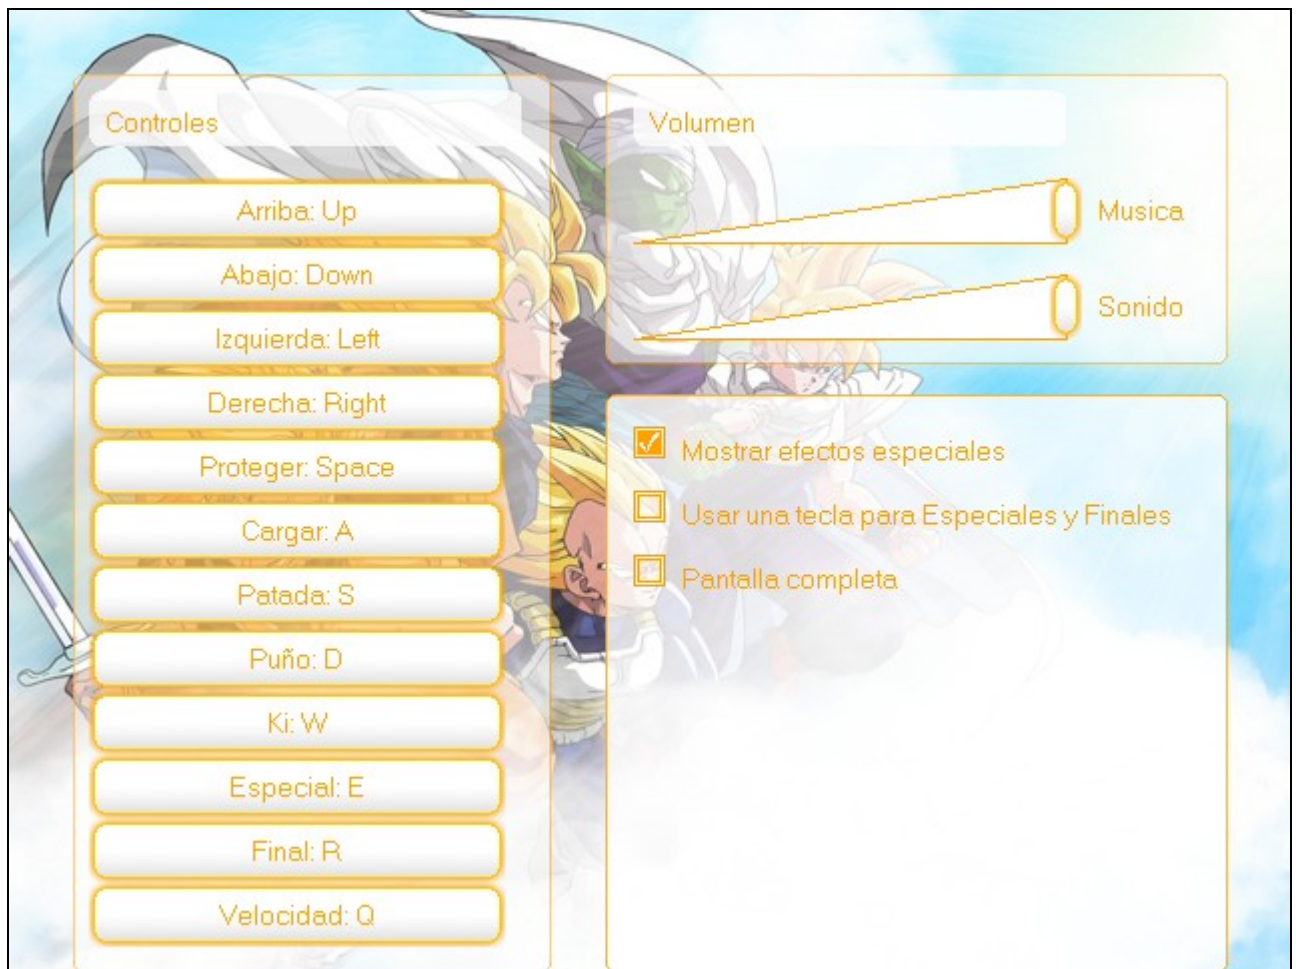 Controles
Arriba: Up
Abajo: Down
Izquierda: Left
Derecha: Right
Proteger: Space
Cargar: A
Patada: S
Puño: D
Ki: W
Especial: E
Final: R
Velocidad: Q
Volumen
Musica
Sonido
Mostrar efectos especiales
Usar una tecla para Especiales y Finales
Pantalla completa